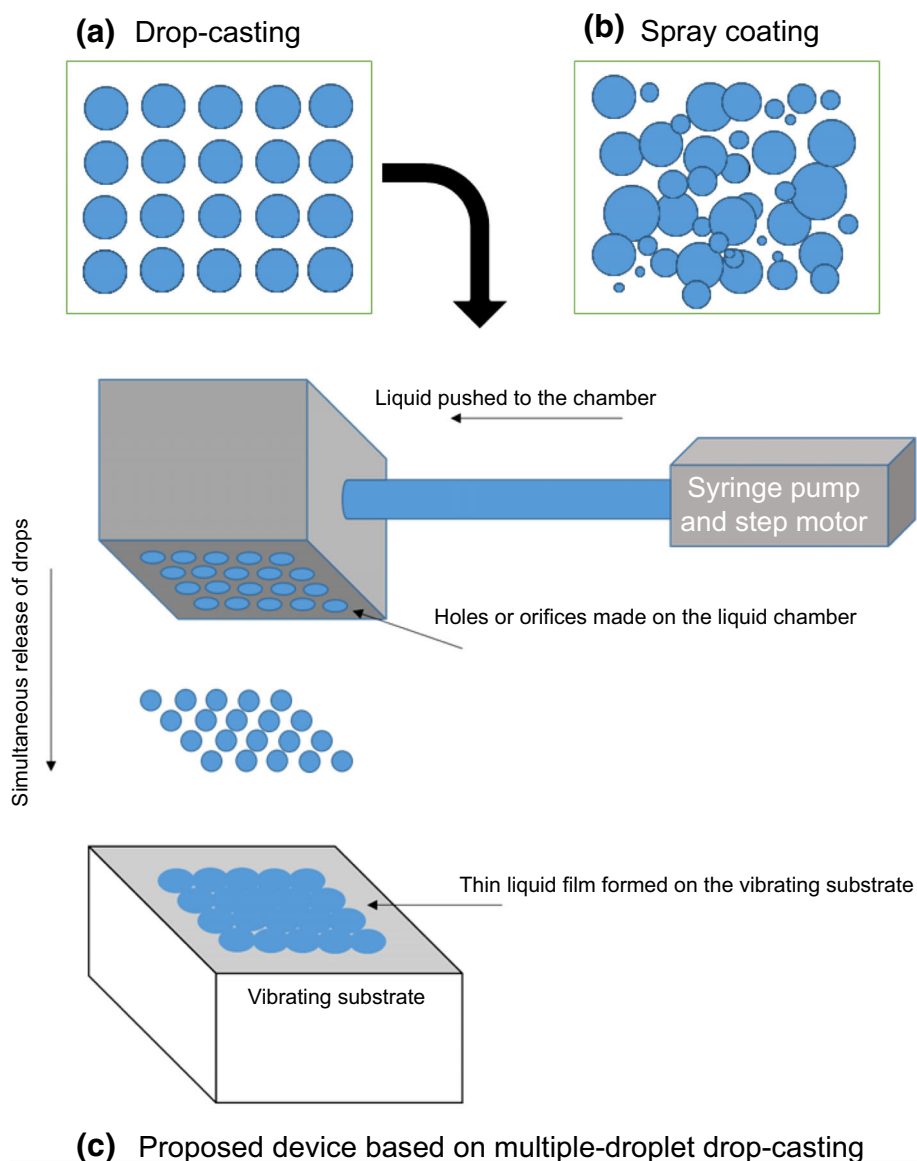 (a) Drop-casting
(b) Spray coating
Liquid pushed to the chamber
Syringe pump
and step motor
Holes or orifices made on the liquid chamber
Simultaneous release of drops
Thin liquid film formed on the vibrating substrate
Vibrating substrate
(c) Proposed device based on multiple-droplet drop-casting